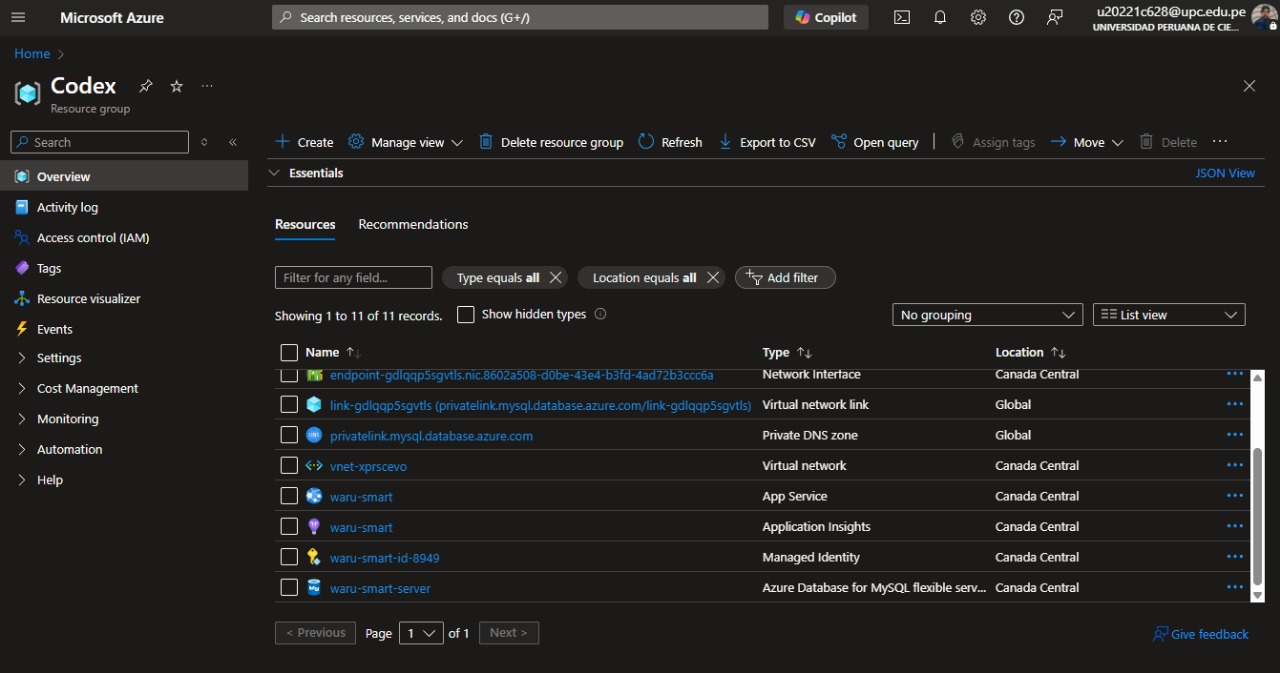 Microsoft Azure
Search resources, services, and docs (G+/)
Copilot
u20221c628@upc.edu.pe
UNIVERSIDAD PERUANA DE CIE...
Home
Codex
Resource group
Search
Overview
Activity log
Access control (IAM)
Tags
Resource visualizer
Events
Settings
Cost Management
Monitoring
Automation
Help
Create Manage view Delete resource group Refresh Export to CSV Open query Assign tags Move Delete
Essentials JSON View
Resources Recommendations
Filter for any field... Type equals all Location equals all Add filter
Showing 1 to 11 of 11 records. Show hidden types No grouping List view
Name Type Location
endpoint-gdlqqp5sgvtls.nic.8602a508-d0be-43e4-b3fd-4ad72b3ccc6a Network Interface Canada Central
link-gdlqqp5sgvtls (privatelink.mysql.database.azure.com/link-gdlqqp5sgvtls) Virtual network link Global
DNS privatelink.mysql.database.azure.com Private DNS zone Global
vnet-xprscevo Virtual network Canada Central
waru-smart App Service Canada Central
waru-smart Application Insights Canada Central
waru-smart-id-8949 Managed Identity Canada Central
My waru-smart-server Azure Database for MySQL flexible serv... Canada Central
< Previous Page 1 of 1 Next > Give feedback